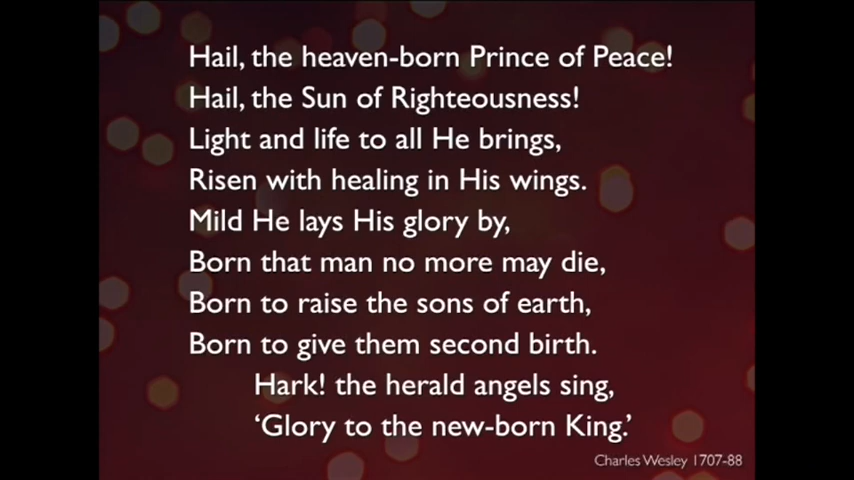 Hail, the heaven-born Prince of Peace!
Hail, the Sun of Righteousness!
Light and life to all He brings,
Risen with healing in His wings.
Mild He lays His glory by,
Born that man no more may die,
Born to raise the sons of earth,
Born to give them second birth.
Hark! the herald angels sing,
‘Glory to the new-born King.’
Charles Wesley 1707-88